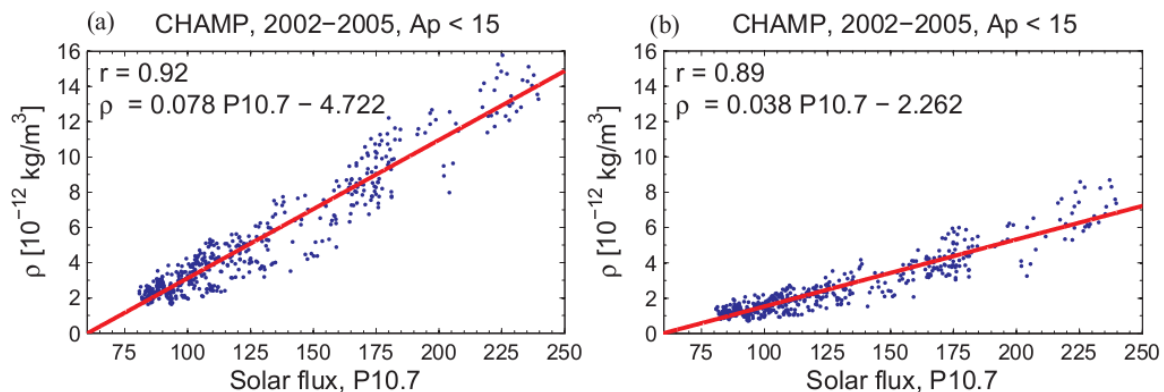 (a) CHAMP, 2002−2005, Ap < 15
r = 0.92
ρ = 0.078 P10.7 − 4.722
ρ [10⁻¹² kg/m³]
16
14
12
10
8
6
4
2
0
75 100 125 150 175 200 225 250
Solar flux, P10.7
(b) CHAMP, 2002−2005, Ap < 15
r = 0.89
ρ = 0.038 P10.7 − 2.262
ρ [10⁻¹² kg/m³]
16
14
12
10
8
6
4
2
0
75 100 125 150 175 200 225 250
Solar flux, P10.7